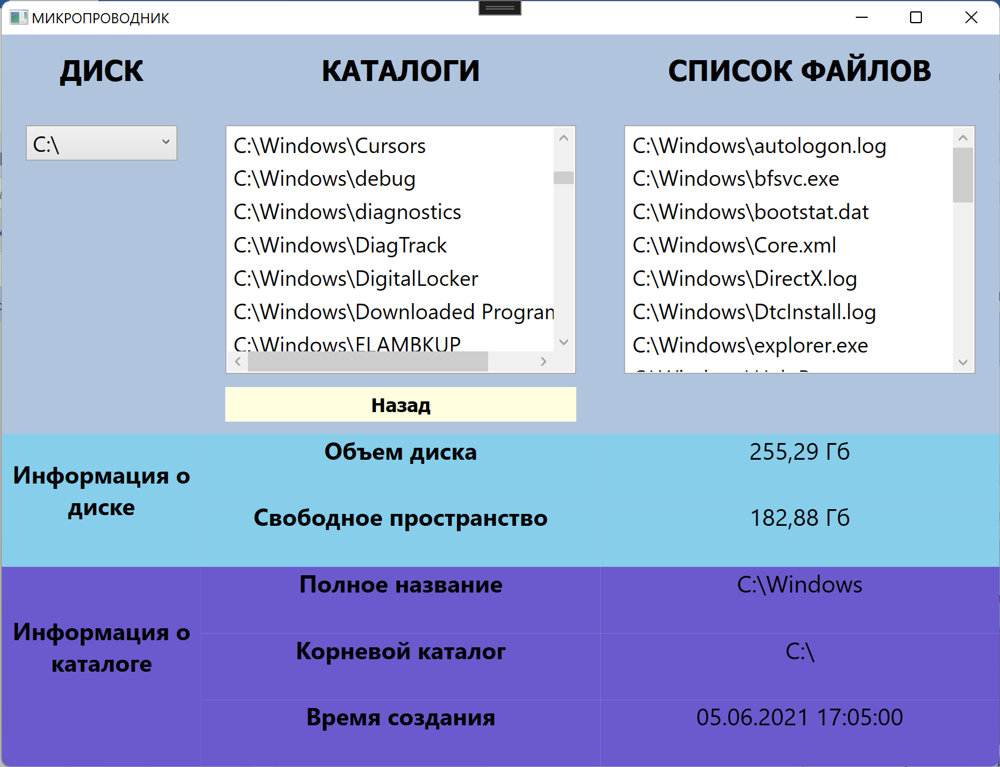 МИКРОПРОВОДНИК
ДИСК
КАТАЛОГИ
СПИСОК ФАЙЛОВ
C:\
C:\Windows\Cursors
C:\Windows\debug
C:\Windows\diagnostics
C:\Windows\DiagTrack
C:\Windows\DigitalLocker
C:\Windows\Downloaded Program
C:\Windows\ELAMBKUP
C:\Windows\autologon.log
C:\Windows\bfsvc.exe
C:\Windows\bootstat.dat
C:\Windows\Core.xml
C:\Windows\DirectX.log
C:\Windows\DtcInstall.log
C:\Windows\explorer.exe
Назад
Информация о
диске
Объем диска
255,29 Гб
Свободное пространство
182,88 Гб
Информация о
каталоге
Полное название
C:\Windows
Корневой каталог
C:\
Время создания
05.06.2021 17:05:00